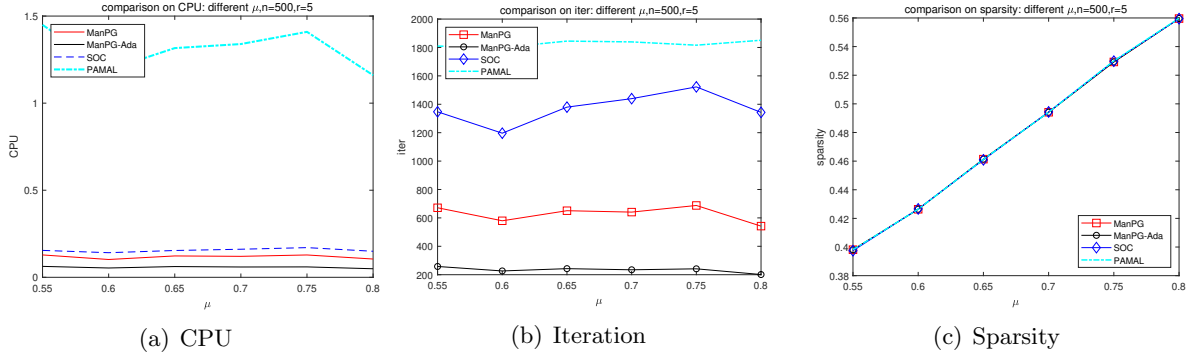 comparison on CPU: different μ,n=500,r=5
1.5
1
0.5
0
CPU
ManPG
ManPG-Ada
SOC
PAMAL
0.55
0.6
0.65
0.7
0.75
0.8
μ
(a) CPU
comparison on iter: different μ,n=500,r=5
2000
1800
1600
1400
1200
1000
800
600
400
200
iter
ManPG
ManPG-Ada
SOC
PAMAL
0.55
0.6
0.65
0.7
0.75
0.8
μ
(b) Iteration
comparison on sparsity: different μ,n=500,r=5
0.56
0.54
0.52
0.5
0.48
0.46
0.44
0.42
0.4
0.38
sparsity
ManPG
ManPG-Ada
SOC
PAMAL
0.55
0.6
0.65
0.7
0.75
0.8
μ
(c) Sparsity